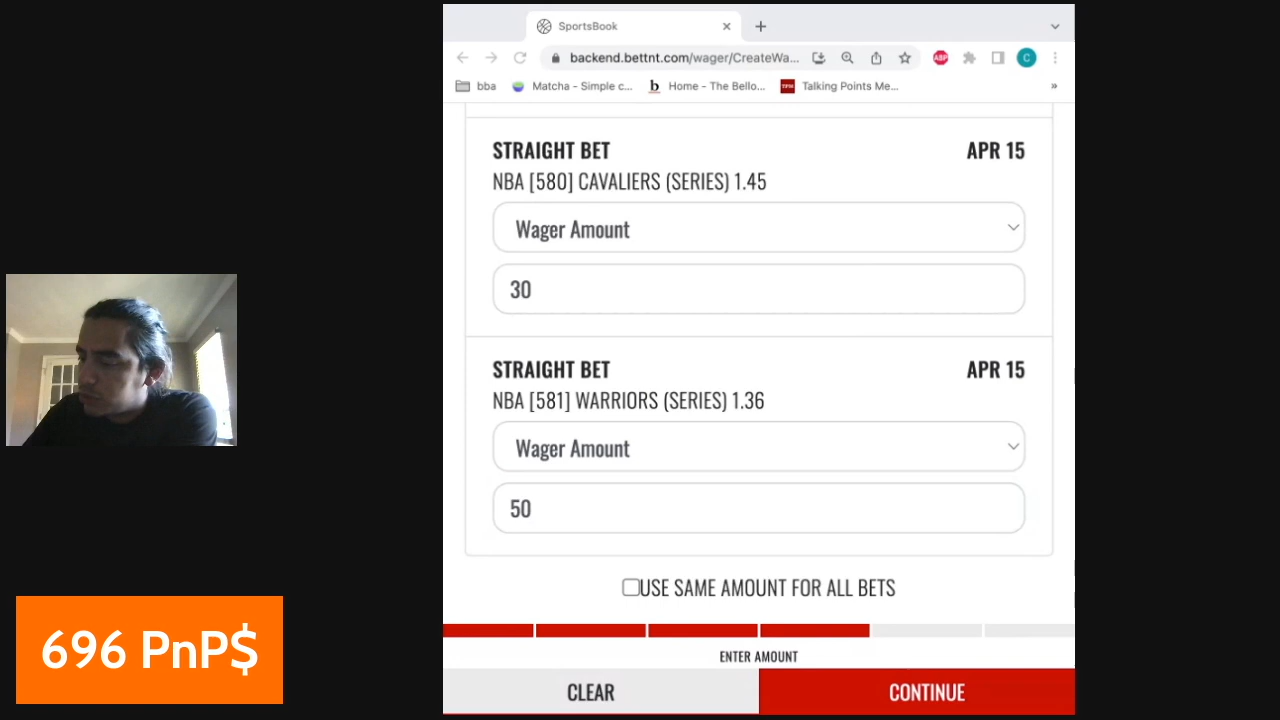 SportsBook
backend.bettnt.com/wager/CreateWa...
ABP
C
bba
Matcha - Simple c...
b
Home - The Bello...
TPM
Talking Points Me...
»
STRAIGHT BET
APR 15
NBA [580] CAVALIERS (SERIES) 1.45
Wager Amount
30
STRAIGHT BET
APR 15
NBA [581] WARRIORS (SERIES) 1.36
Wager Amount
50
USE SAME AMOUNT FOR ALL BETS
ENTER AMOUNT
CLEAR
CONTINUE
696 PnP$